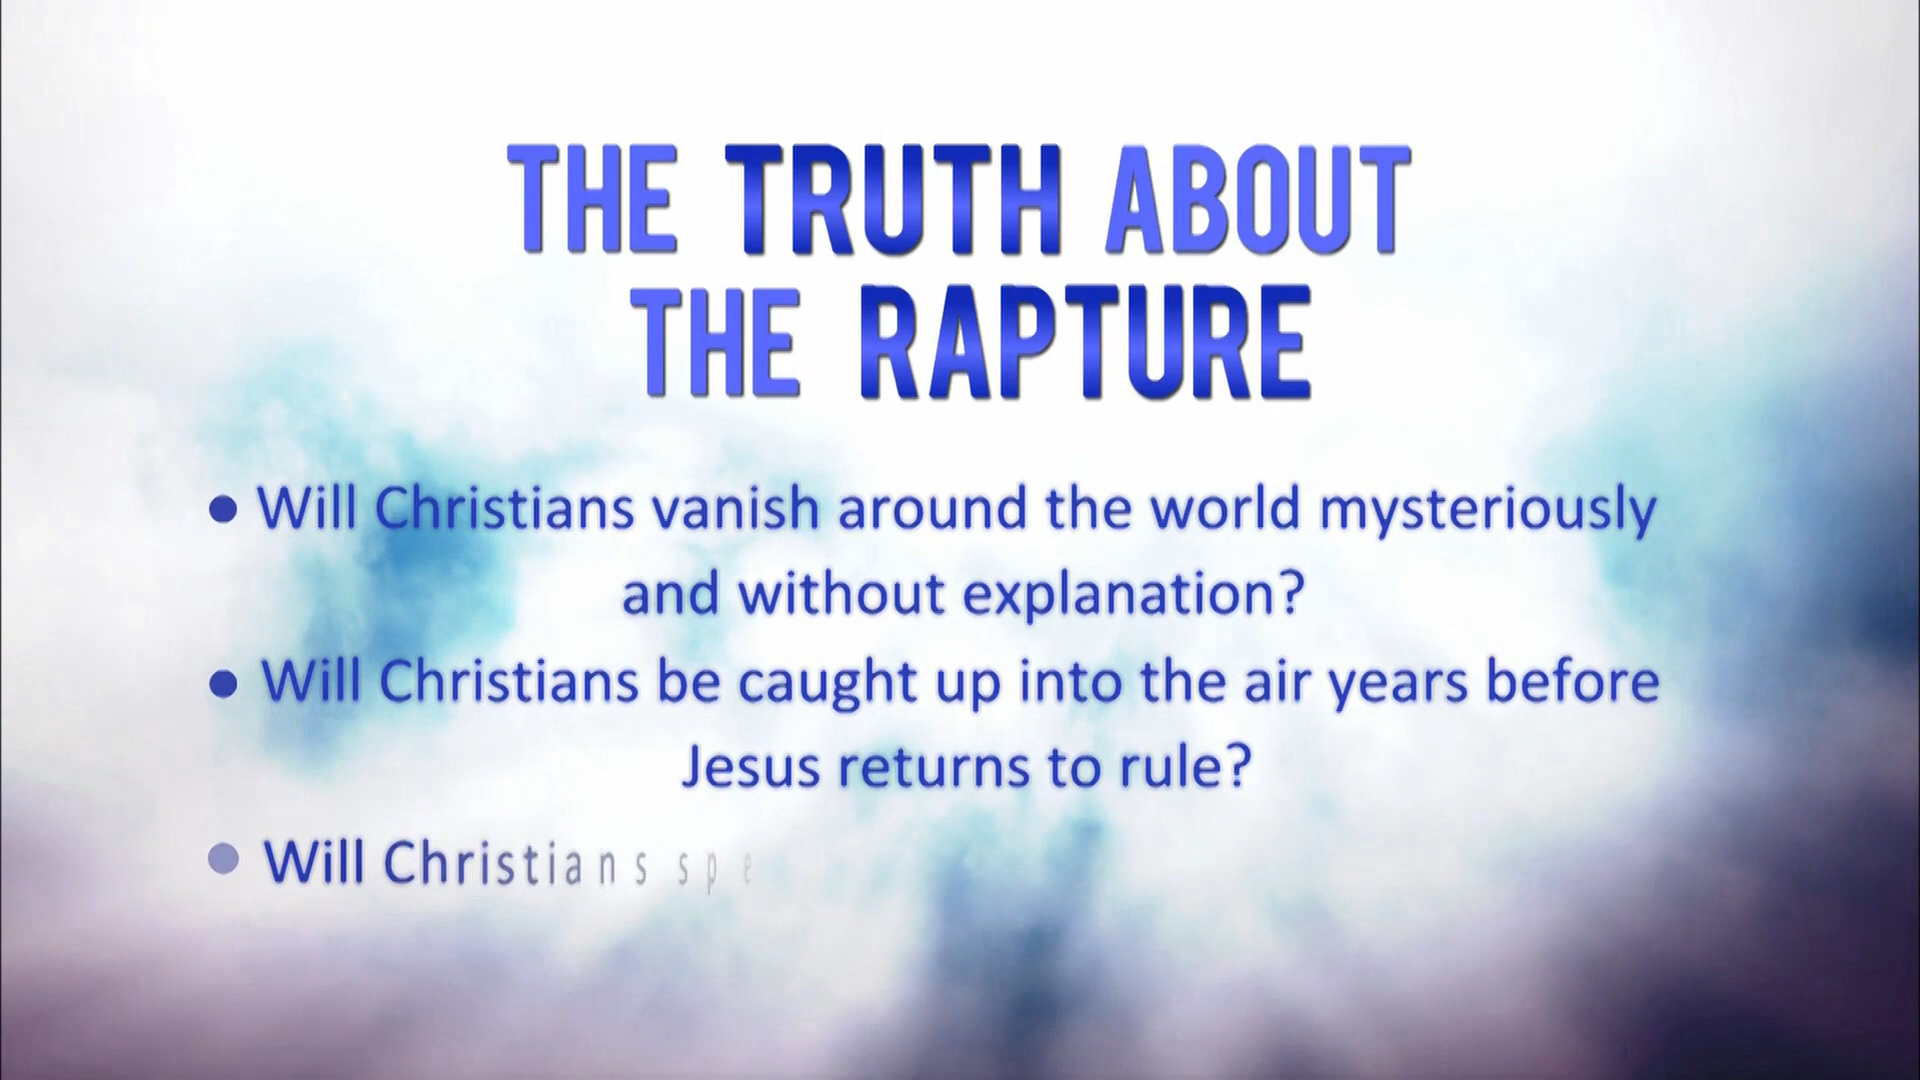 THE TRUTH ABOUT
THE RAPTURE
• Will Christians vanish around the world mysteriously
and without explanation?
• Will Christians be caught up into the air years before
Jesus returns to rule?
• Will Christians spe